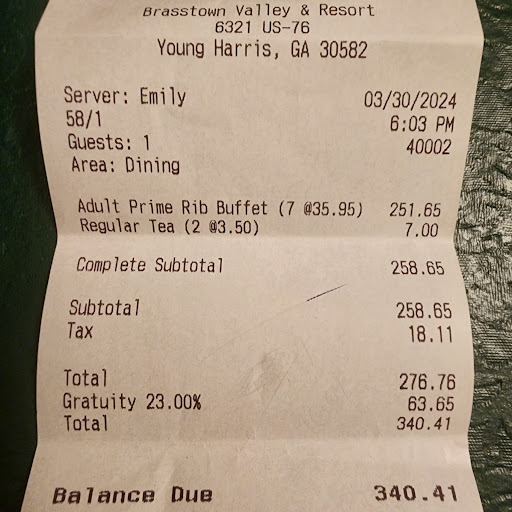 Brasstown Valley & Resort
6321 US-76
Young Harris, GA 30582
Server: Emily 03/30/2024
58/1 6:03 PM
Guests: 1 40002
Area: Dining
Adult Prime Rib Buffet (7 @35.95) 251.65
Regular Tea (2 @3.50) 7.00
Complete Subtotal 258.65
Subtotal 258.65
Tax 18.11
Total 276.76
Gratuity 23.00% 63.65
Total 340.41
Balance Due 340.41